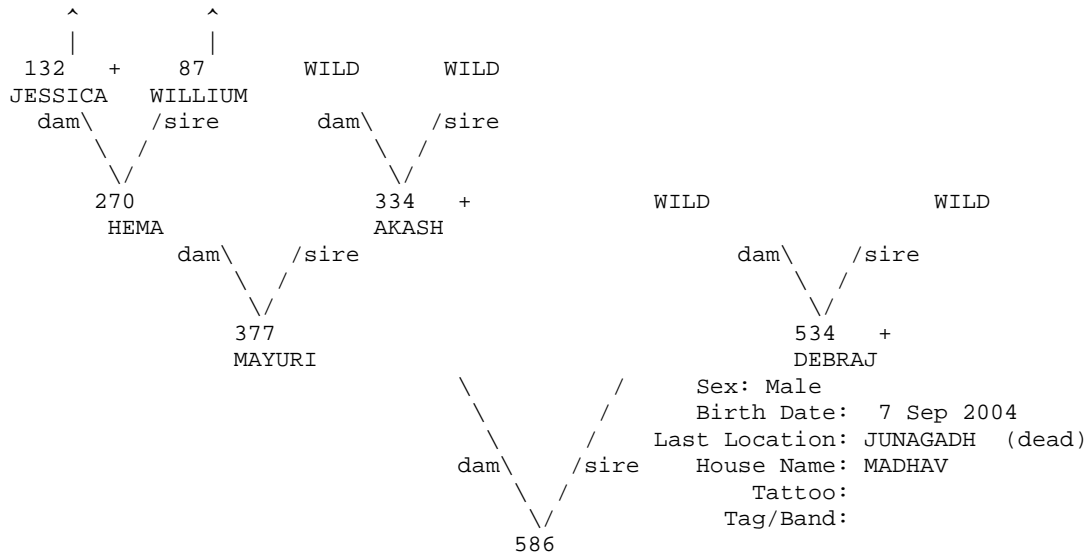 ^ ^
| |
132 + 87 WILD WILD
JESSICA WILLIUM
dam\ /sire dam\ /sire
\ / \ /
\/ \/
270 334 + WILD WILD
HEMA AKASH
dam\ /sire dam\ /sire
\ / \ /
\/ \/
377 534 +
MAYURI DEBRAJ
\ / Sex: Male
\ / Birth Date: 7 Sep 2004
\ / Last Location: JUNAGADH (dead)
dam\ /sire House Name: MADHAV
\ / Tattoo:
\/ Tag/Band:
586